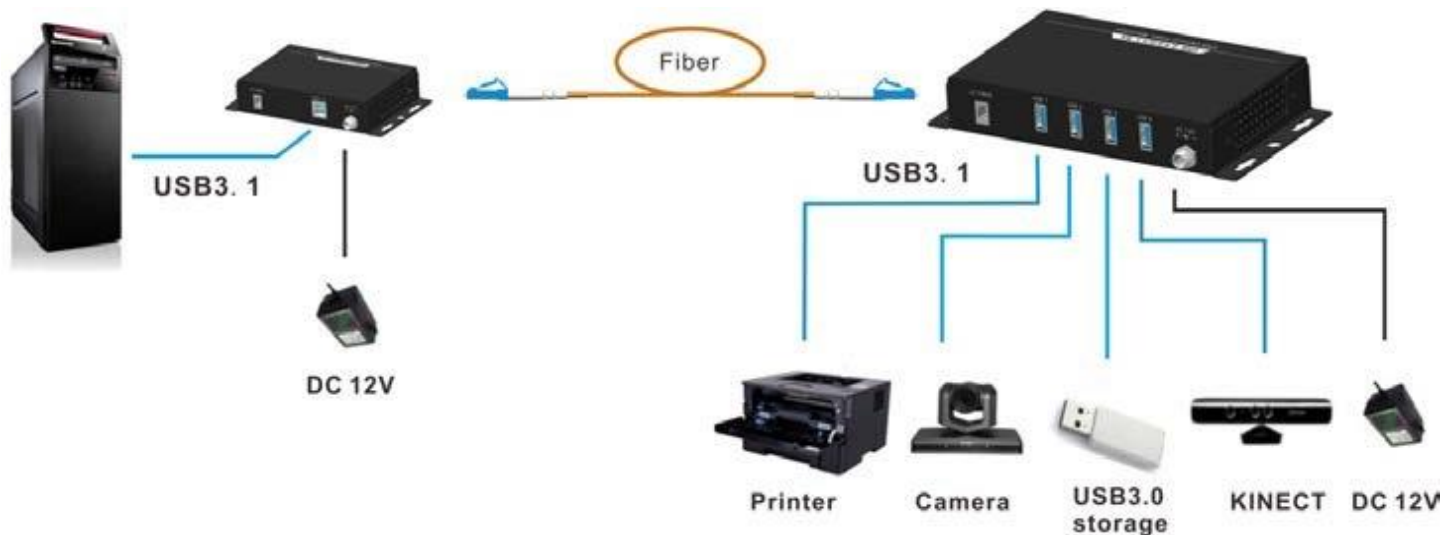 Fiber
USB3. 1
USB3. 1
DC 12V
Printer
Camera
USB3.0
storage
KINECT
DC 12V